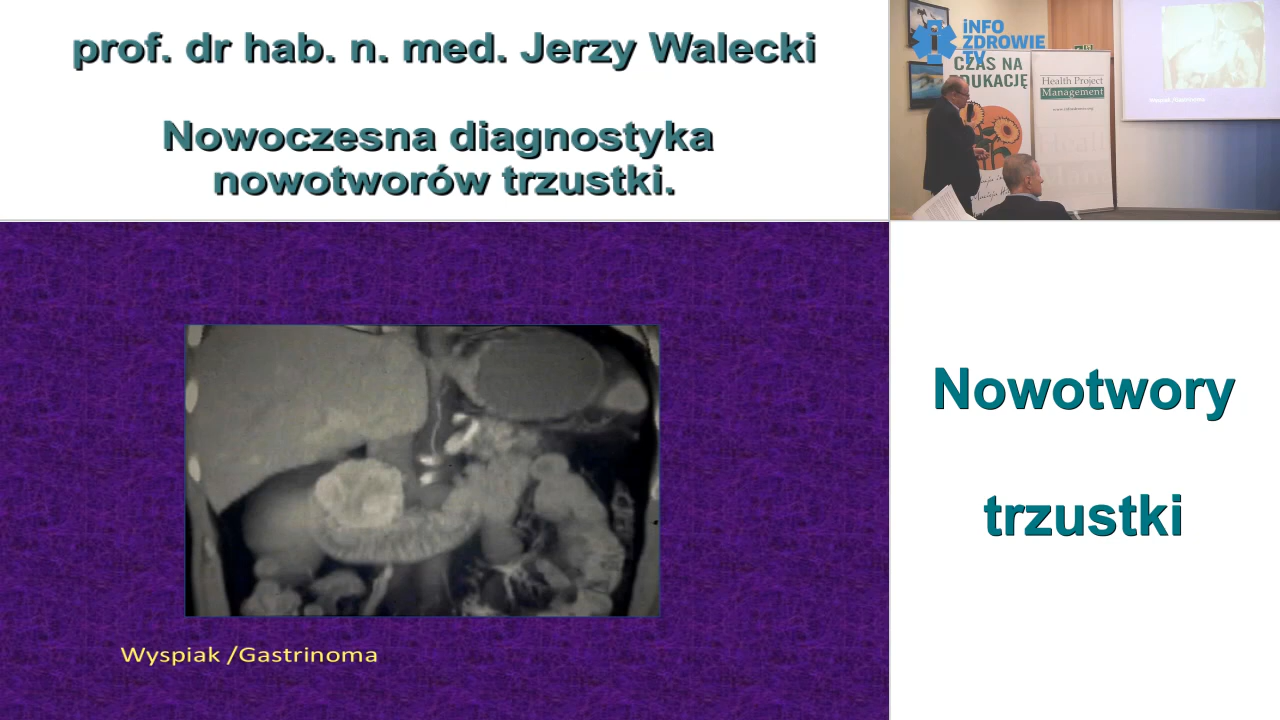 prof. dr hab. n. med. Jerzy Walecki
Nowoczesna diagnostyka
nowotworów trzustki.
iNFO
ZDROWIE
TV
CZAS NA
EDUKACJĘ
Health Project
Management
Wyspiak /Gastrinoma
Nowotwory
trzustki